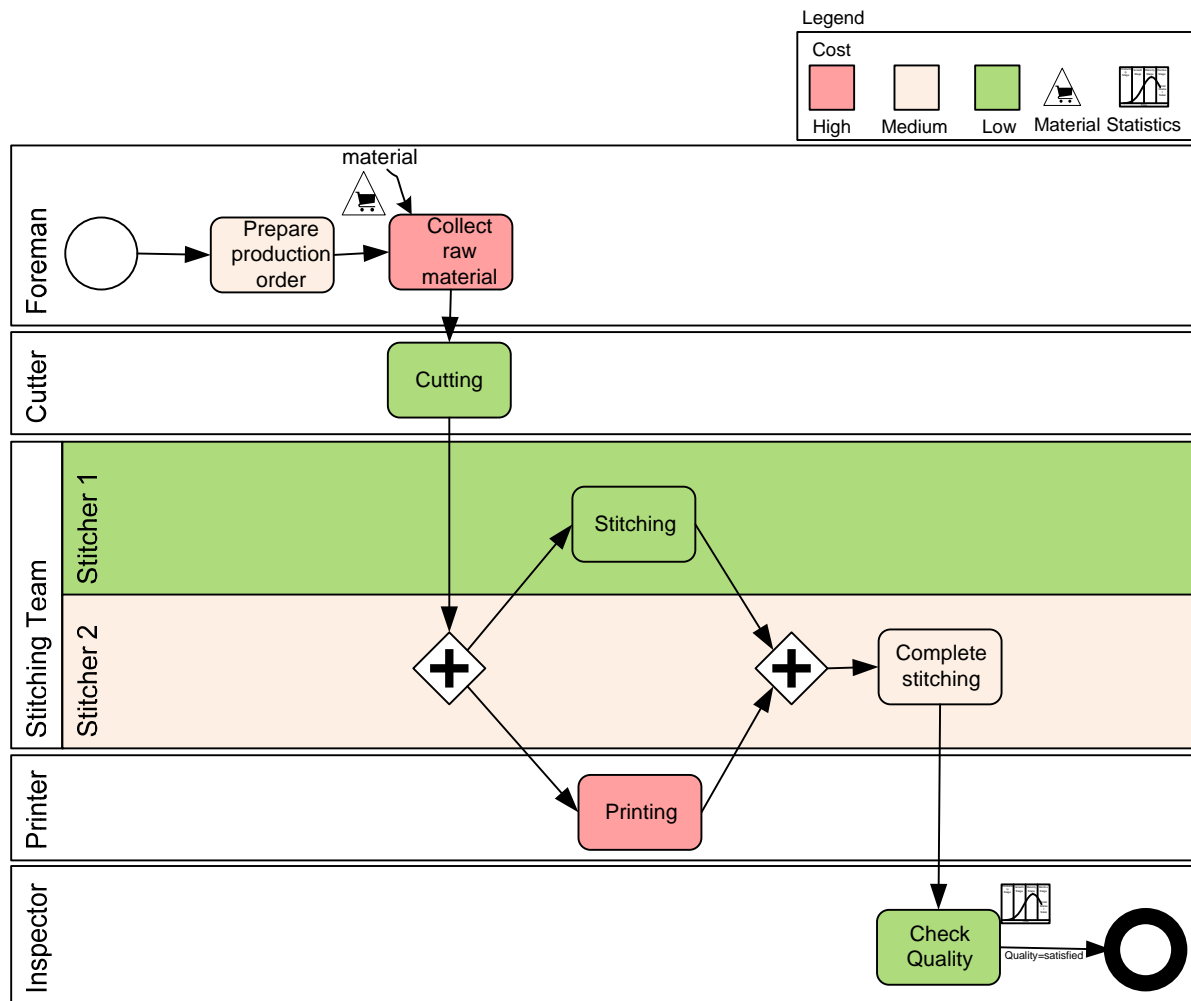 Legend
Cost
High
Medium
Low
Material
Statistics
Foreman
material
Prepare
production
order
Collect
raw
material
Cutter
Cutting
Stitching Team
Stitcher 1
Stitching
Stitcher 2
Complete
stitching
Printer
Printing
Inspector
Check
Quality
Quality=satisfied